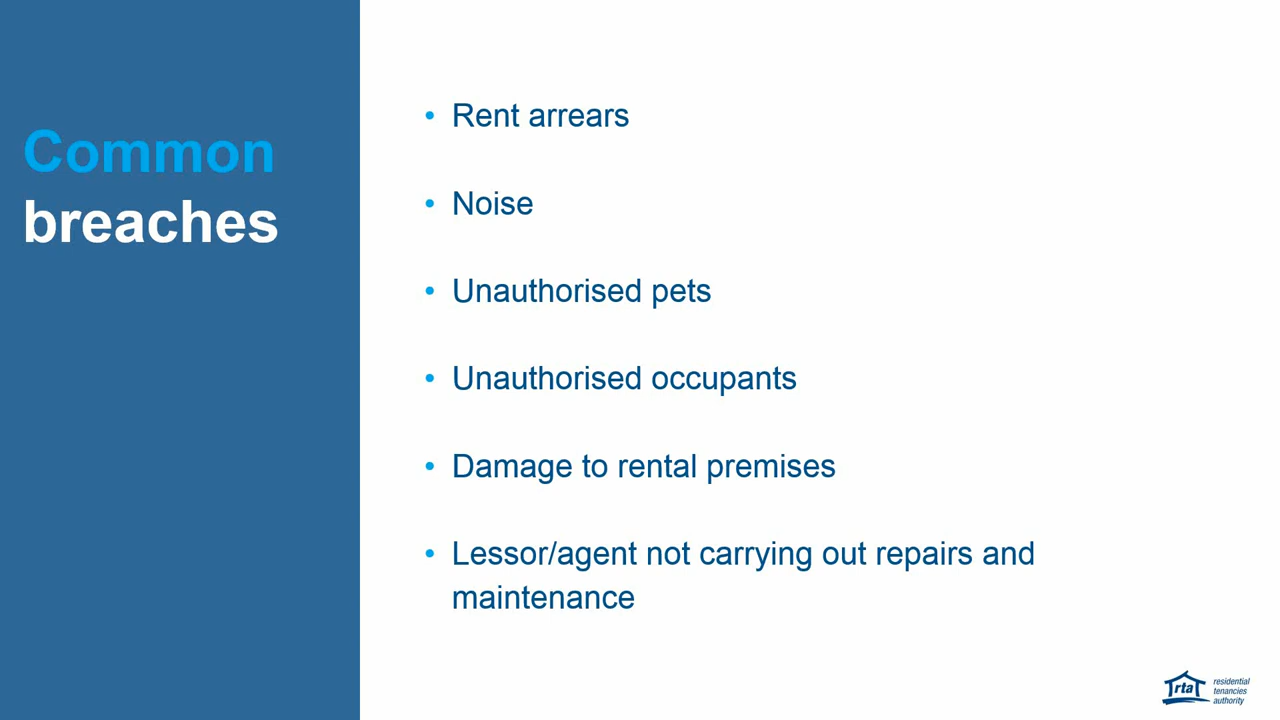 Common
breaches
• Rent arrears
• Noise
• Unauthorised pets
• Unauthorised occupants
• Damage to rental premises
• Lessor/agent not carrying out repairs and
maintenance
rta
residential
tenancies
authority